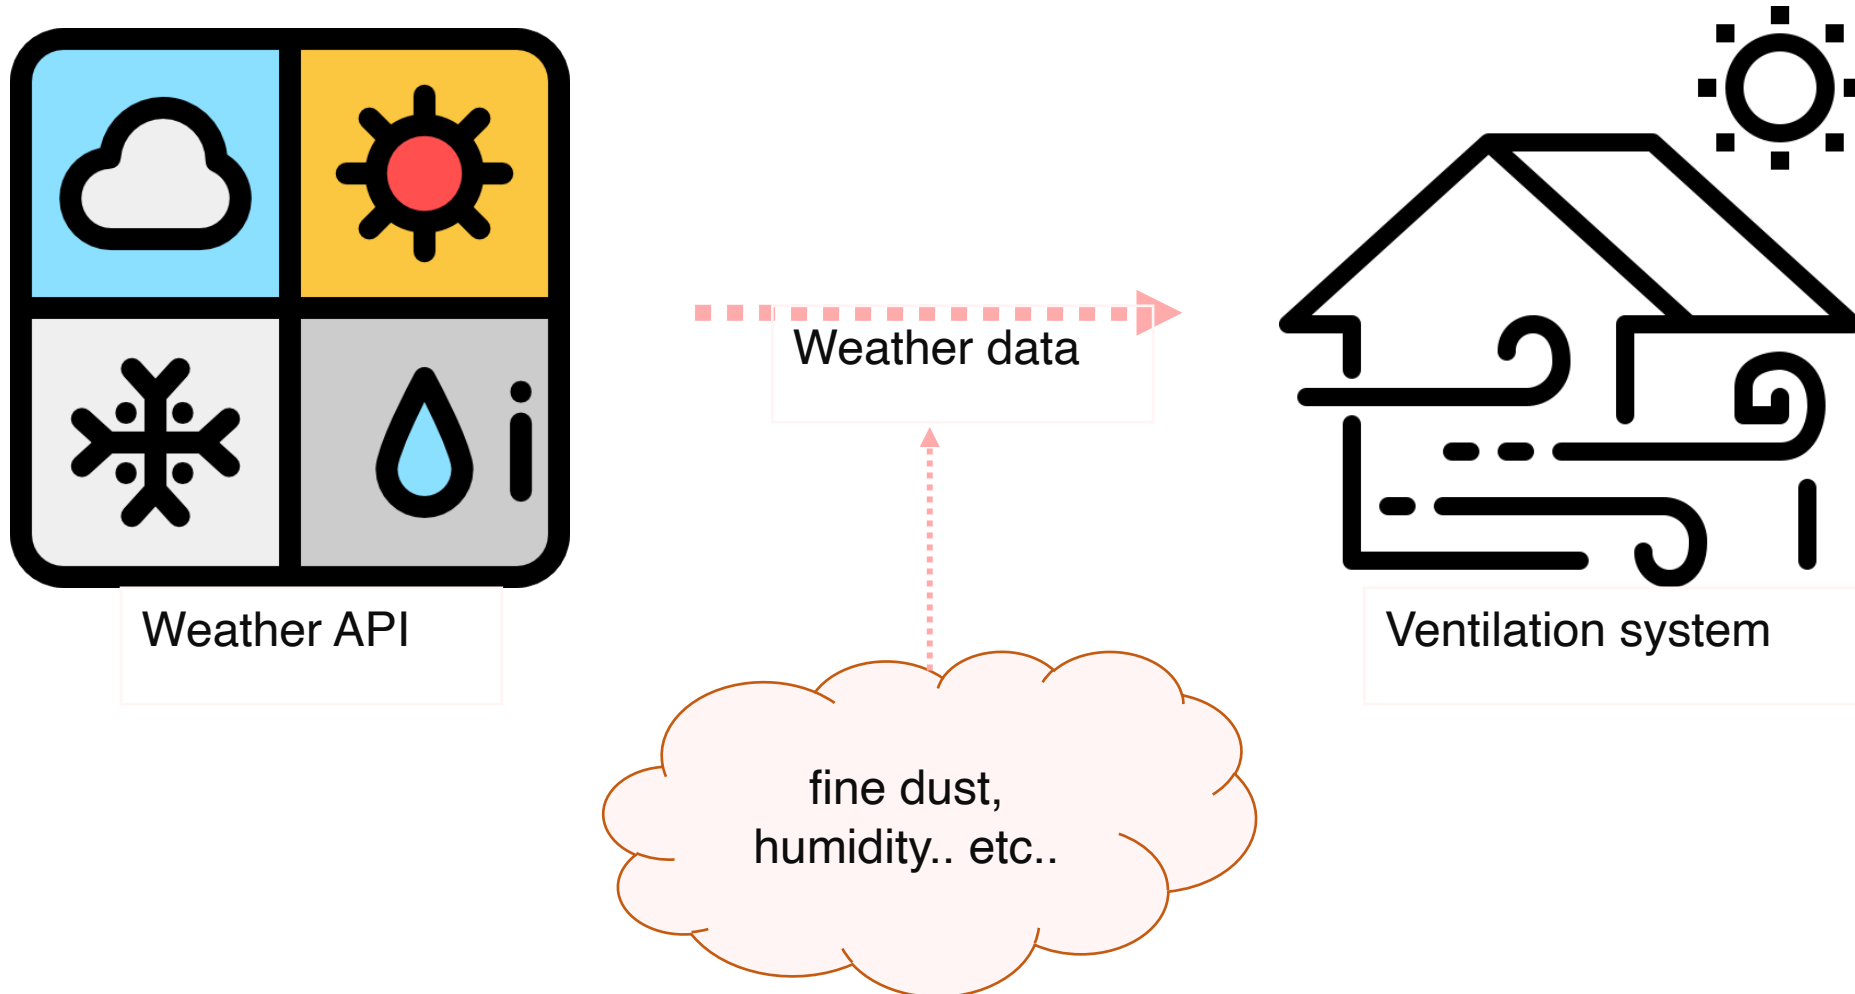 Weather data
Weather API
Ventilation system
fine dust,
humidity.. etc..